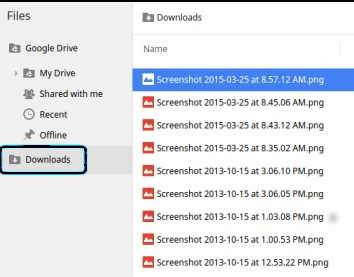 Files
Google Drive
My Drive
Shared with me
Recent
Offline
Downloads
Downloads
Name
Screenshot 2015-03-25 at 8.57.12 AM.png
Screenshot 2015-03-25 at 8.45.06 AM.png
Screenshot 2015-03-25 at 8.43.12 AM.png
Screenshot 2015-03-25 at 8.35.02 AM.png
Screenshot 2013-10-15 at 3.06.10 PM.png
Screenshot 2013-10-15 at 3.06.05 PM.png
Screenshot 2013-10-15 at 1.03.08 PM.png
Screenshot 2013-10-15 at 1.00.53 PM.png
Screenshot 2013-10-15 at 12.53.22 PM.png